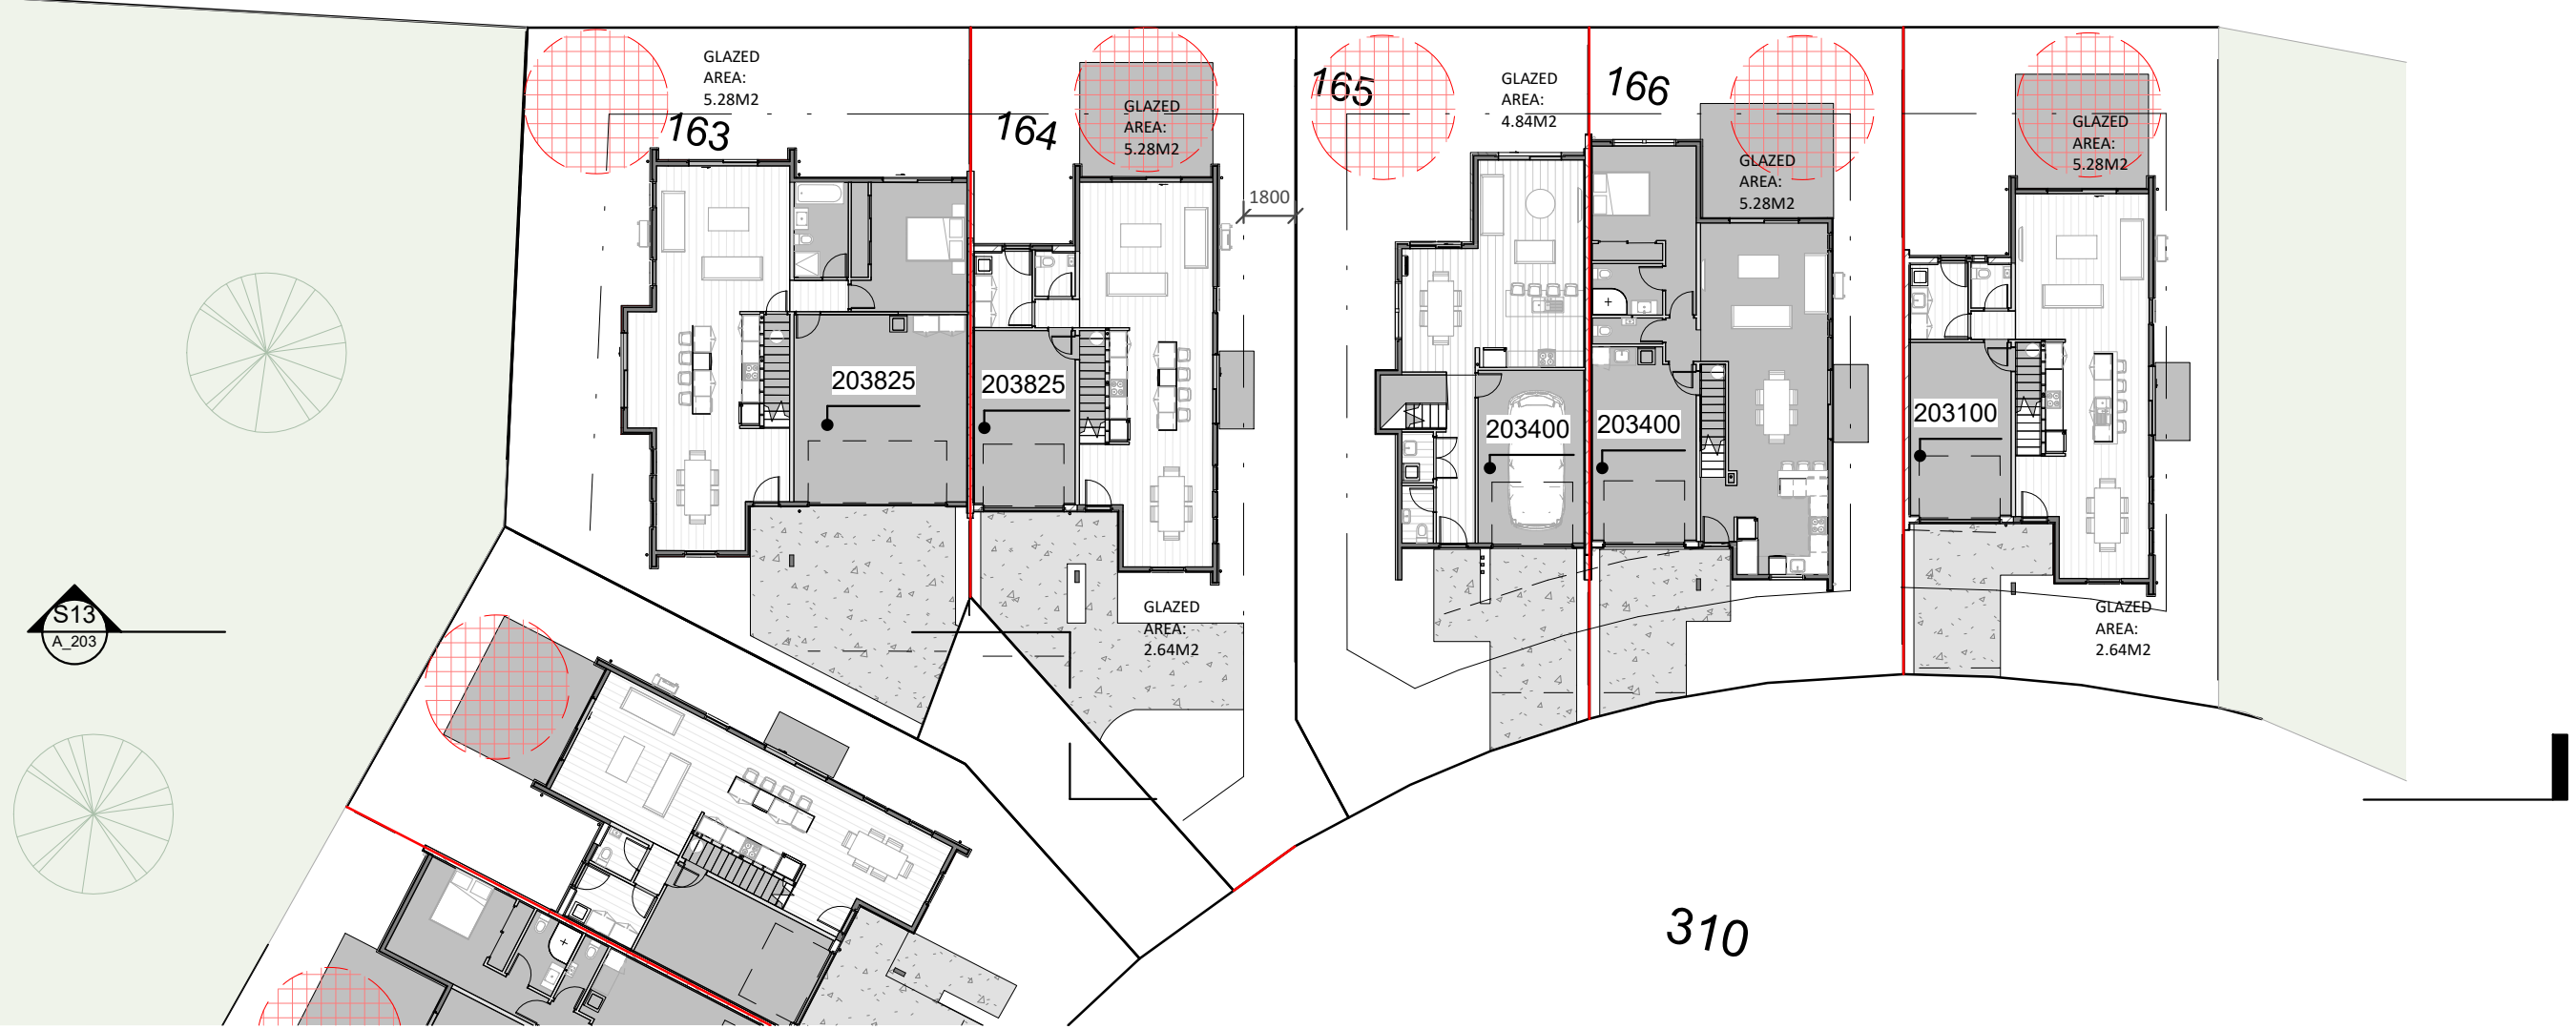 GLAZED
AREA:
5.28M2
163
164
GLAZED
AREA:
5.28M2
1800
165
GLAZED
AREA:
4.84M2
166
GLAZED
AREA:
5.28M2
GLAZED
AREA:
5.28M2
203825
203825
203400
203400
203100
S13
A_203
GLAZED
AREA:
2.64M2
GLAZED
AREA:
2.64M2
310